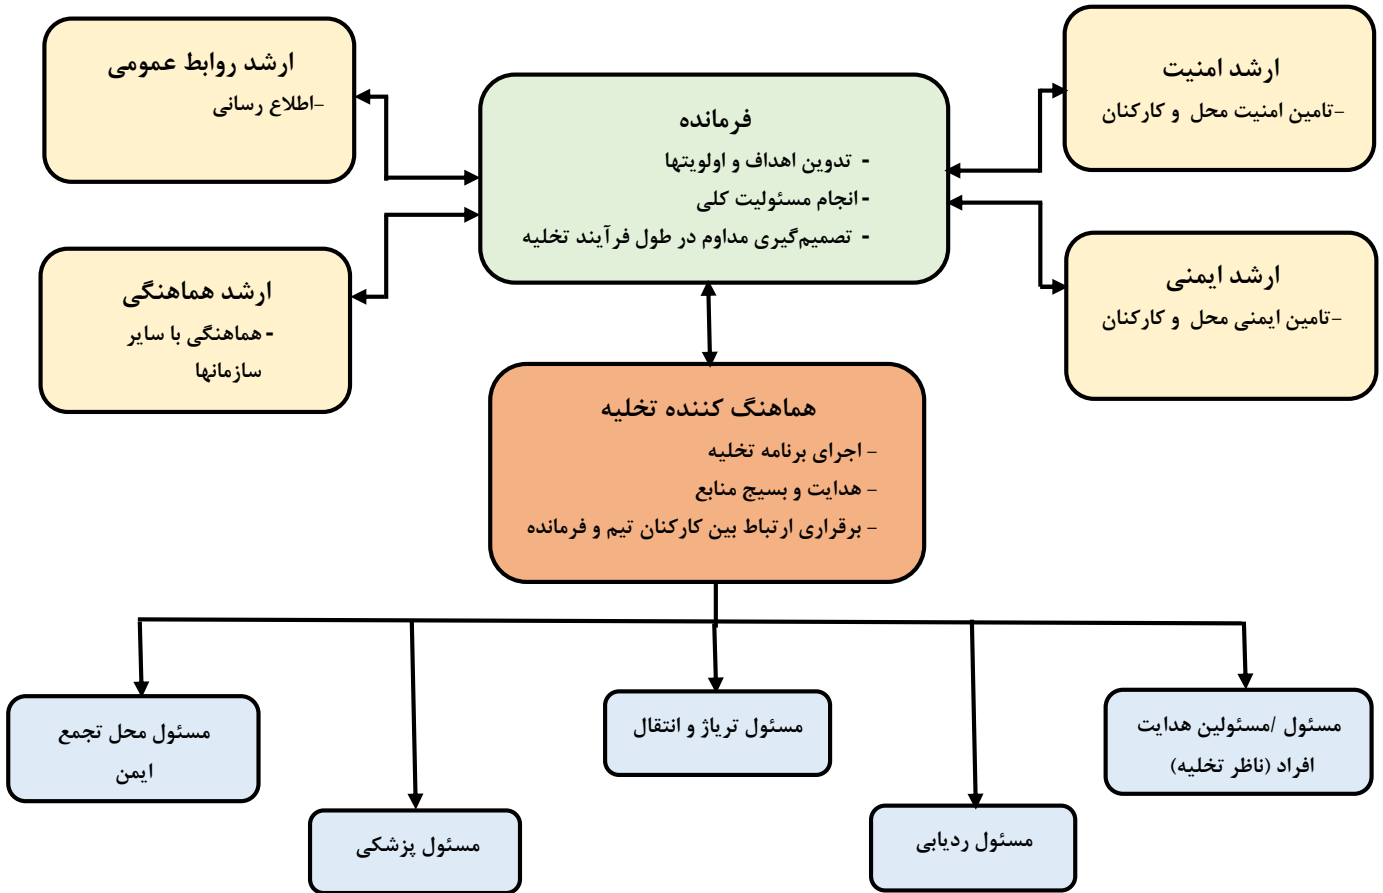 ارشد امنیت
-تامین امنیت محل و کارکنان
ارشد روابط عمومی
-اطلاع رسانی
فرمانده
- تدوین اهداف و اولویتها
- انجام مسئولیت کلی
- تصمیم‌گیری مداوم در طول فرآیند تخلیه
ارشد ایمنی
-تامین ایمنی محل و کارکنان
ارشد هماهنگی
- هماهنگی با سایر
سازمانها
هماهنگ کننده تخلیه
- اجرای برنامه تخلیه
- هدایت و بسیج منابع
- برقراری ارتباط بین کارکنان تیم و فرمانده
مسئول /مسئولین هدایت
افراد (ناظر تخلیه)
مسئول ردیابی
مسئول تریاژ و انتقال
مسئول پزشکی
مسئول محل تجمع
ایمن